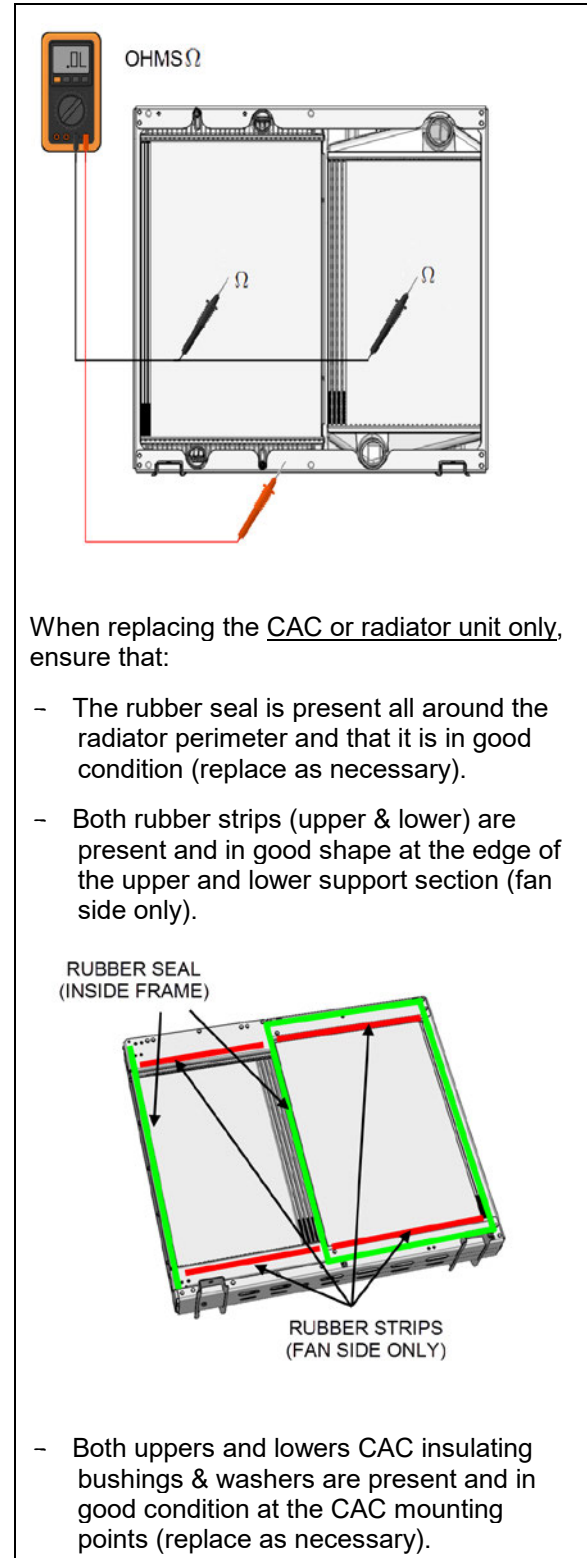 .0L
OHMS Ω
Ω
Ω
When replacing the CAC or radiator unit only,
ensure that:
- The rubber seal is present all around the
radiator perimeter and that it is in good
condition (replace as necessary).
- Both rubber strips (upper & lower) are
present and in good shape at the edge of
the upper and lower support section (fan
side only).
RUBBER SEAL
(INSIDE FRAME)
RUBBER STRIPS
(FAN SIDE ONLY)
- Both uppers and lowers CAC insulating
bushings & washers are present and in
good condition at the CAC mounting
points (replace as necessary).